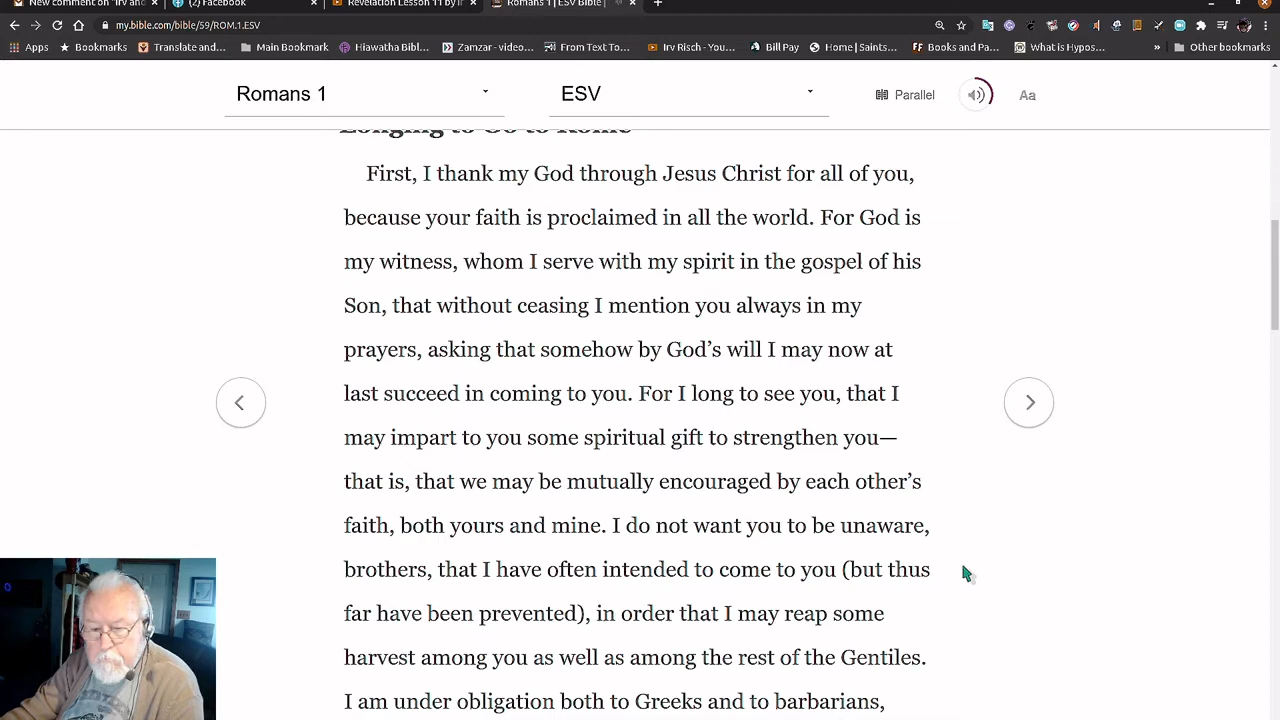 New comment on "Irv and
(2) Facebook
Revelation Lesson 11 by I
Romans 1 | ESV Bible |
my.bible.com/bible/59/ROM.1.ESV
Apps Bookmarks Translate and... Main Bookmark Hiawatha Bibl... Zamzar - video... From Text To... Irv Risch - You... Bill Pay Home | Saints... Books and Pa... What is Hypos... » Other bookmarks
Romans 1 ESV Parallel Aa
Longing to Go to Rome
First, I thank my God through Jesus Christ for all of you,
because your faith is proclaimed in all the world. For God is
my witness, whom I serve with my spirit in the gospel of his
Son, that without ceasing I mention you always in my
prayers, asking that somehow by God’s will I may now at
last succeed in coming to you. For I long to see you, that I
may impart to you some spiritual gift to strengthen you—
that is, that we may be mutually encouraged by each other’s
faith, both yours and mine. I do not want you to be unaware,
brothers, that I have often intended to come to you (but thus
far have been prevented), in order that I may reap some
harvest among you as well as among the rest of the Gentiles.
I am under obligation both to Greeks and to barbarians,